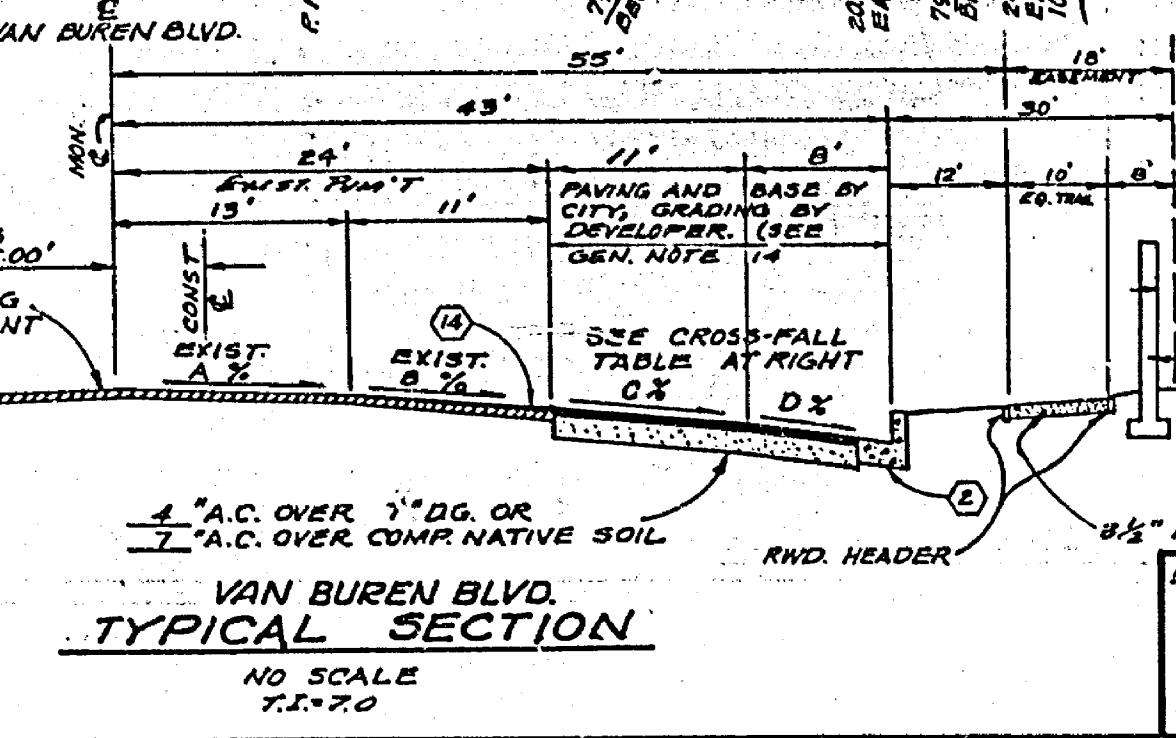 VAN BUREN BLVD.
55'
18'
EASEMENT
43'
30'
MON.
24'
EXIST. PVM'T
11'
8'
12'
10'
EQ. TRAIL
8'
13'
11'
PAVING AND BASE BY
CITY, GRADING BY
DEVELOPER. (SEE
GEN. NOTE 14
.00'
CONST
14
EXIST.
A %
EXIST.
B %
SEE CROSS-FALL
TABLE AT RIGHT
C %
D %
2
4 "A.C. OVER "D.G. OR
7 "A.C. OVER COMP. NATIVE SOIL
RWD. HEADER
3½"
VAN BUREN BLVD.
TYPICAL SECTION
NO SCALE
T.I.=7.0